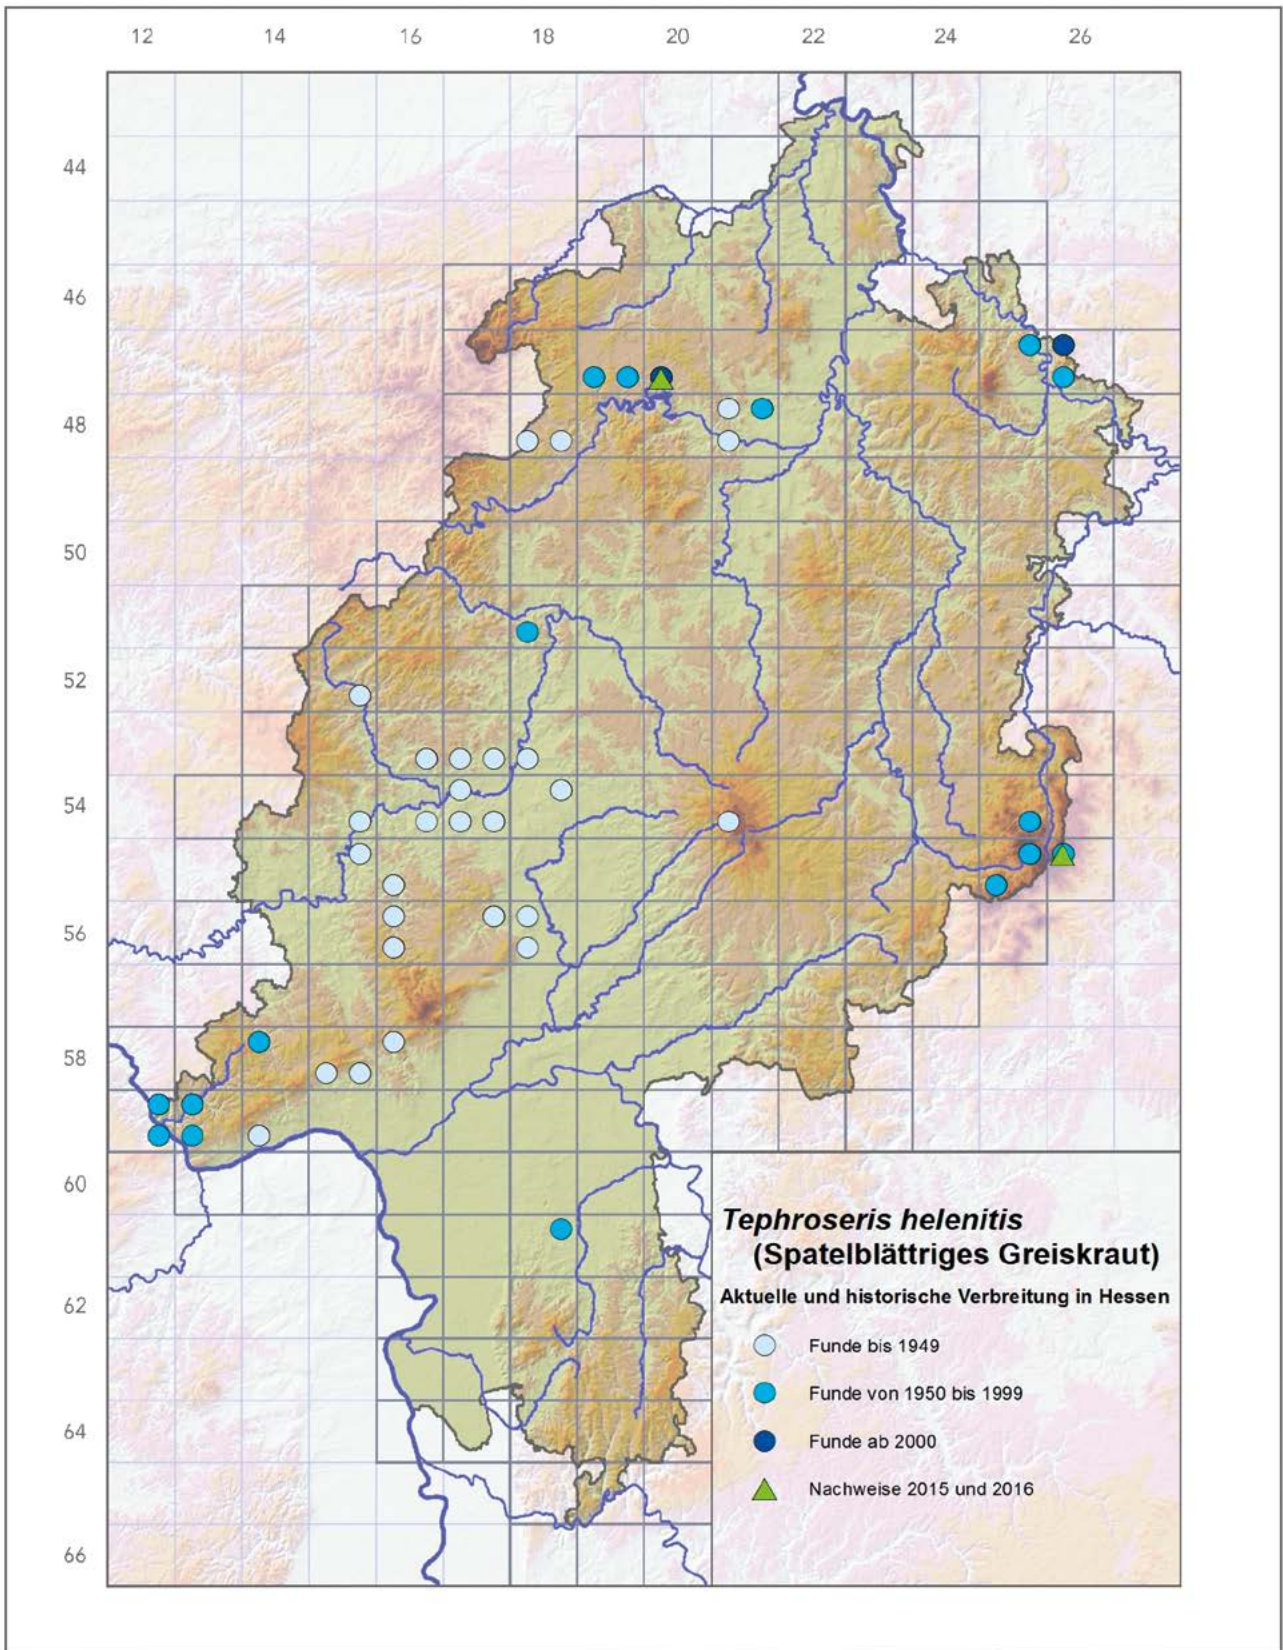 12 14 16 18 20 22 24 26
44
46
48
50
52
54
56
58
60
62
64
66
Tephroseris helenitis
(Spatelblättriges Greiskraut)
Aktuelle und historische Verbreitung in Hessen
Funde bis 1949
Funde von 1950 bis 1999
Funde ab 2000
Nachweise 2015 und 2016